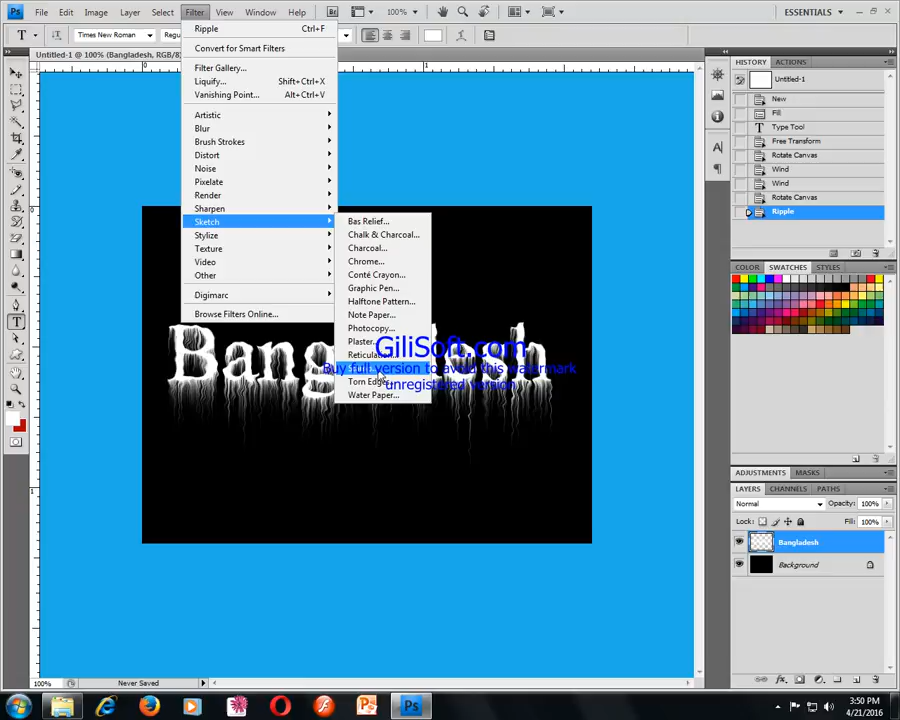 Ps File Edit Image Layer Select Filter View Window Help Br 100% ESSENTIALS
T Times New Roman
Untitled-1 @ 100% (Bangladesh, RGB/8
0 1
Ripple Ctrl+F
Convert for Smart Filters
Filter Gallery...
Liquify... Shift+Ctrl+X
Vanishing Point... Alt+Ctrl+V
Artistic
Blur
Brush Strokes
Distort
Noise
Pixelate
Render
Sharpen
Sketch
Stylize
Texture
Video
Other
Digimarc
Browse Filters Online...
Bas Relief...
Chalk & Charcoal...
Charcoal...
Chrome...
Conté Crayon...
Graphic Pen...
Halftone Pattern...
Note Paper...
Photocopy...
Plaster...
Reticulation...
Torn Edges...
Water Paper...
GiliSoft.com
Buy full version to avoid this watermark
unregistered version
HISTORY ACTIONS
Untitled-1
New
Fill
Type Tool
Free Transform
Rotate Canvas
Wind
Wind
Rotate Canvas
Ripple
COLOR SWATCHES STYLES
ADJUSTMENTS MASKS
LAYERS CHANNELS PATHS
Normal Opacity: 100%
Lock: Fill: 100%
Bangladesh
Background
100% Never Saved
3:50 PM
4/21/2016